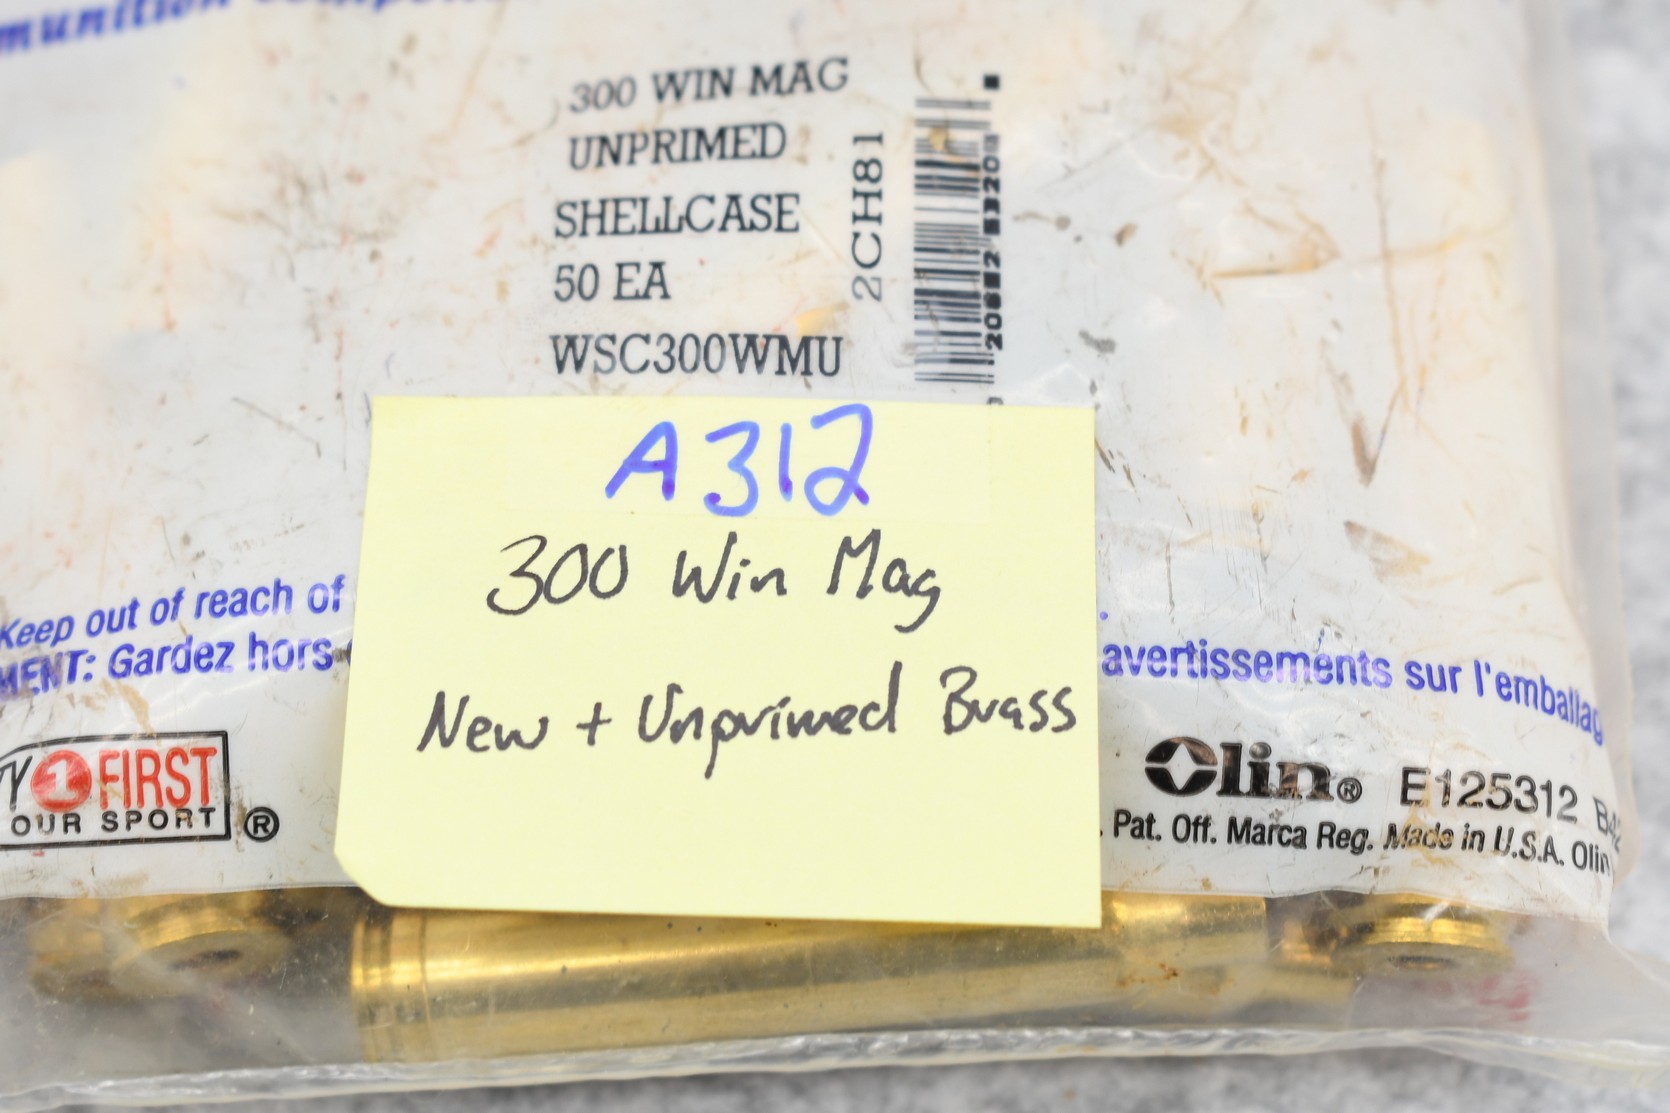 300 WIN MAG
UNPRIMED
SHELLCASE
50 EA
WSC300WMU
2CH81
A312
300 Win Mag
New + Unprimed Brass
Keep out of reach of
MENT: Gardez hors
avertissements sur l'emballag
FIRST
OUR SPORT ®
Olin® E125312
. Pat. Off. Marca Reg. Made in U.S.A. Olin